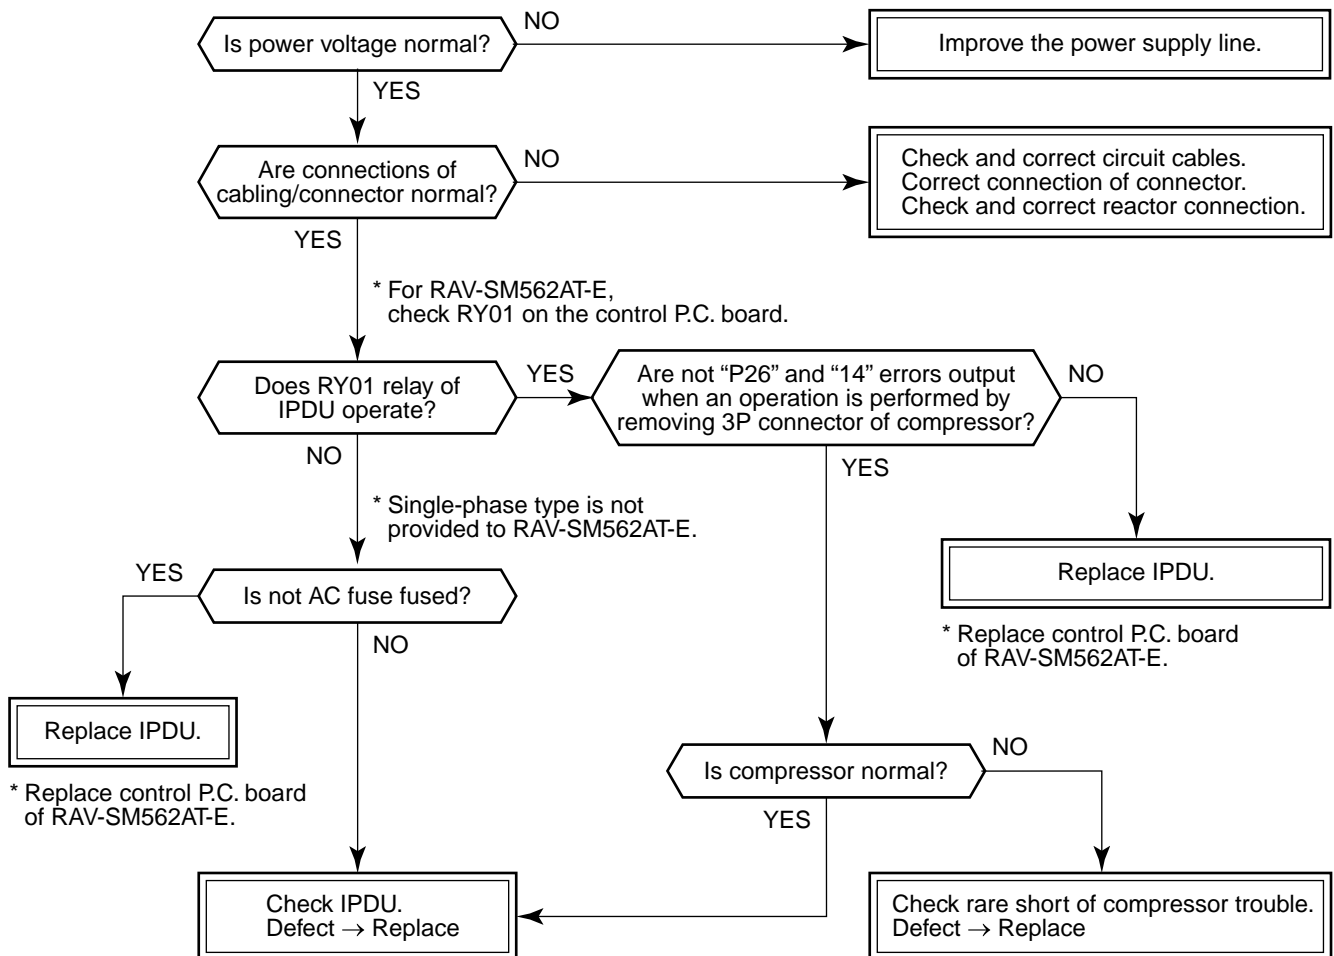 Is power voltage normal?
NO
Improve the power supply line.
YES
Are connections of
cabling/connector normal?
NO
Check and correct circuit cables.
Correct connection of connector.
Check and correct reactor connection.
YES
* For RAV-SM562AT-E,
check RY01 on the control P.C. board.
Does RY01 relay of
IPDU operate?
YES
Are not “P26” and “14” errors output
when an operation is performed by
removing 3P connector of compressor?
NO
NO
YES
* Single-phase type is not
provided to RAV-SM562AT-E.
YES
Is not AC fuse fused?
Replace IPDU.
* Replace control P.C. board
of RAV-SM562AT-E.
NO
Replace IPDU.
* Replace control P.C. board
of RAV-SM562AT-E.
Is compressor normal?
NO
YES
Check IPDU.
Defect → Replace
Check rare short of compressor trouble.
Defect → Replace